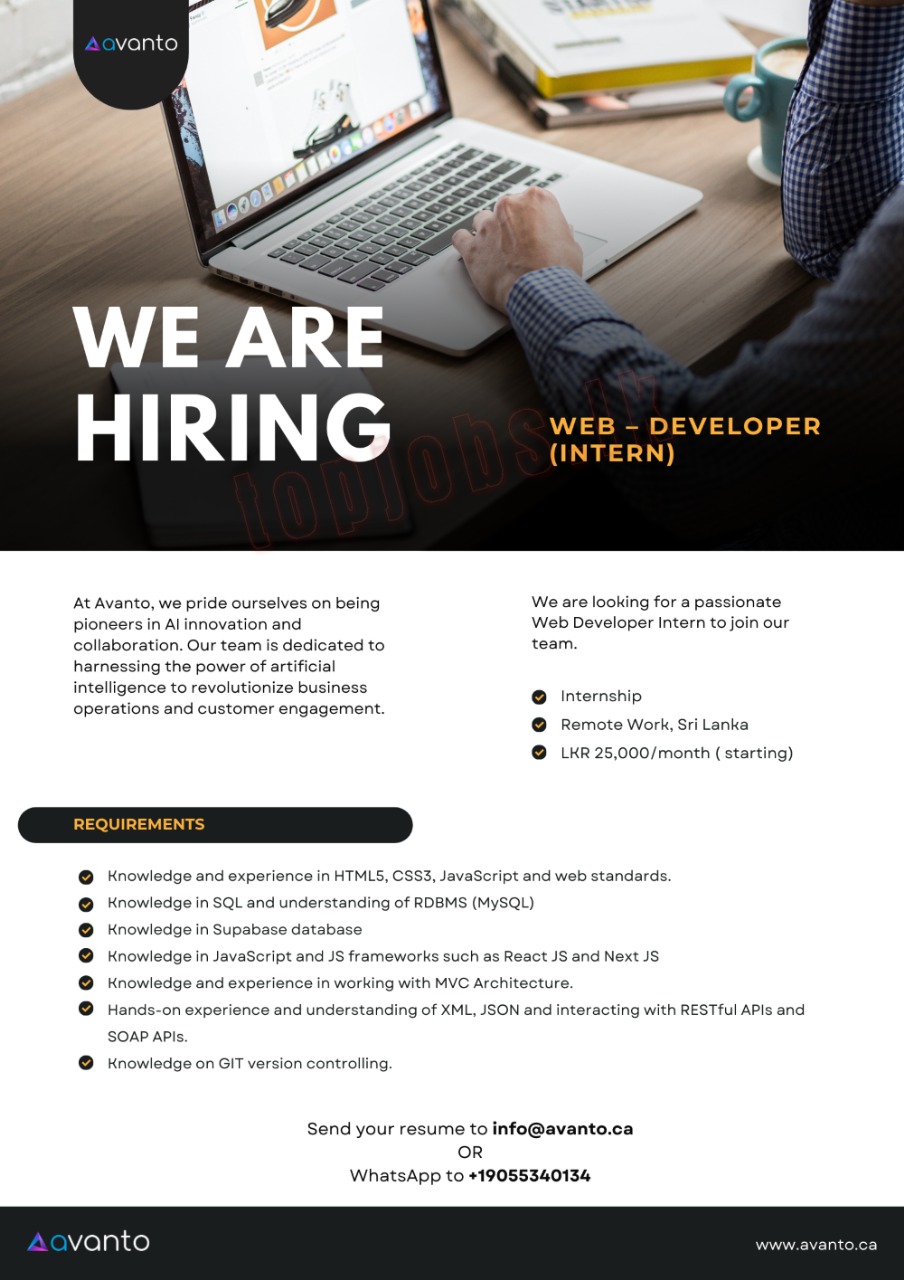 avanto
WE ARE
HIRING
WEB – DEVELOPER
(INTERN)
topjobs.lk
At Avanto, we pride ourselves on being
pioneers in AI innovation and
collaboration. Our team is dedicated to
harnessing the power of artificial
intelligence to revolutionize business
operations and customer engagement.
We are looking for a passionate
Web Developer Intern to join our
team.
Internship
Remote Work, Sri Lanka
LKR 25,000/month ( starting)
REQUIREMENTS
Knowledge and experience in HTML5, CSS3, JavaScript and web standards.
Knowledge in SQL and understanding of RDBMS (MySQL)
Knowledge in Supabase database
Knowledge in JavaScript and JS frameworks such as React JS and Next JS
Knowledge and experience in working with MVC Architecture.
Hands-on experience and understanding of XML, JSON and interacting with RESTful APIs and
SOAP APIs.
Knowledge on GIT version controlling.
Send your resume to info@avanto.ca
OR
WhatsApp to +19055340134
avanto
www.avanto.ca